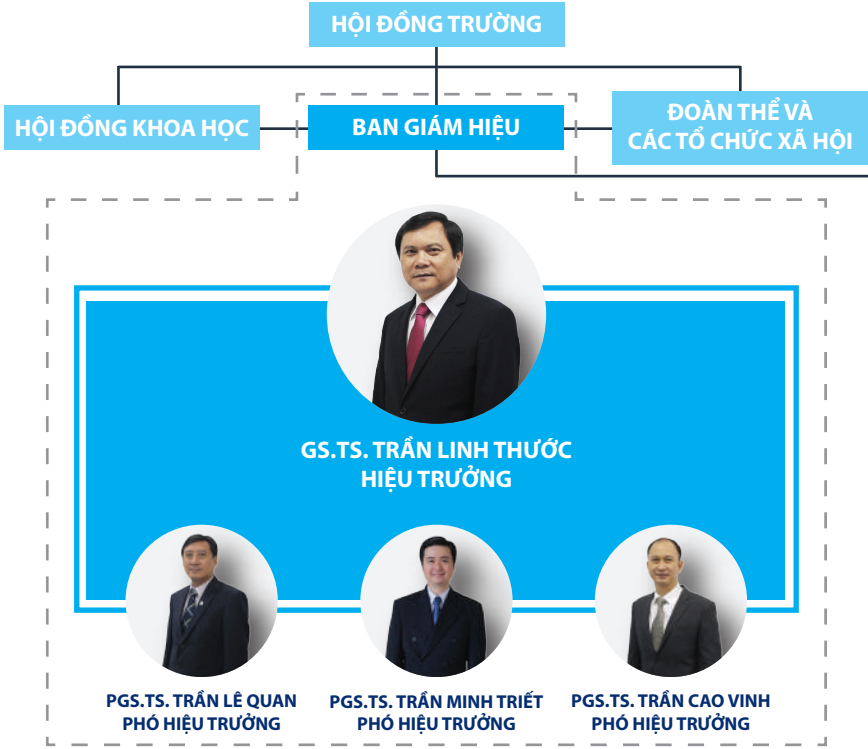 HỘI ĐỒNG TRƯỜNG
HỘI ĐỒNG KHOA HỌC
BAN GIÁM HIỆU
ĐOÀN THỂ VÀ
CÁC TỔ CHỨC XÃ HỘI
GS.TS. TRẦN LINH THƯỚC
HIỆU TRƯỞNG
PGS.TS. TRẦN LÊ QUAN
PHÓ HIỆU TRƯỞNG
PGS.TS. TRẦN MINH TRIẾT
PHÓ HIỆU TRƯỞNG
PGS.TS. TRẦN CAO VINH
PHÓ HIỆU TRƯỞNG